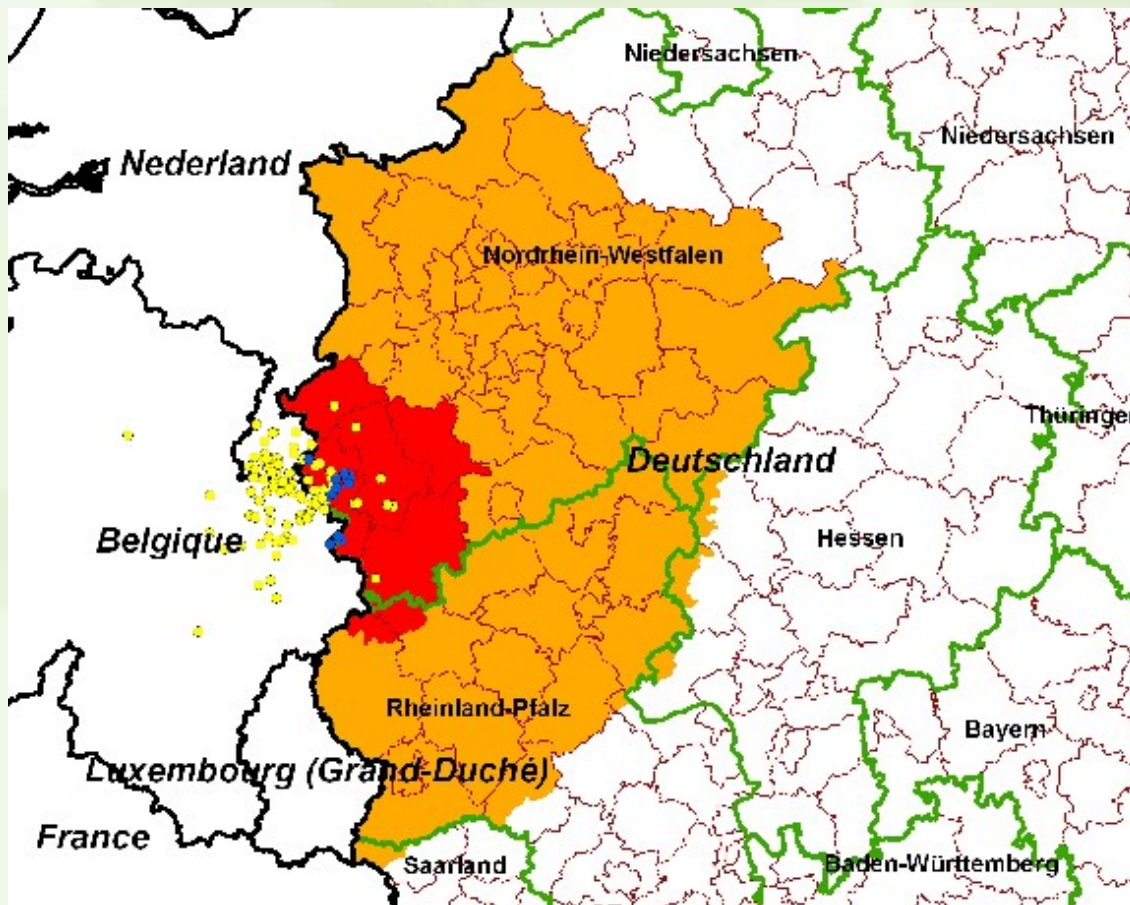 Niedersachsen
Niedersachsen
Nederland
Nordrhein-Westfalen
Thüringen
Deutschland
Belgique
Hessen
Rheinland-Pfalz
Bayern
Luxembourg (Grand-Duché)
France
Saarland
Baden-Württemberg